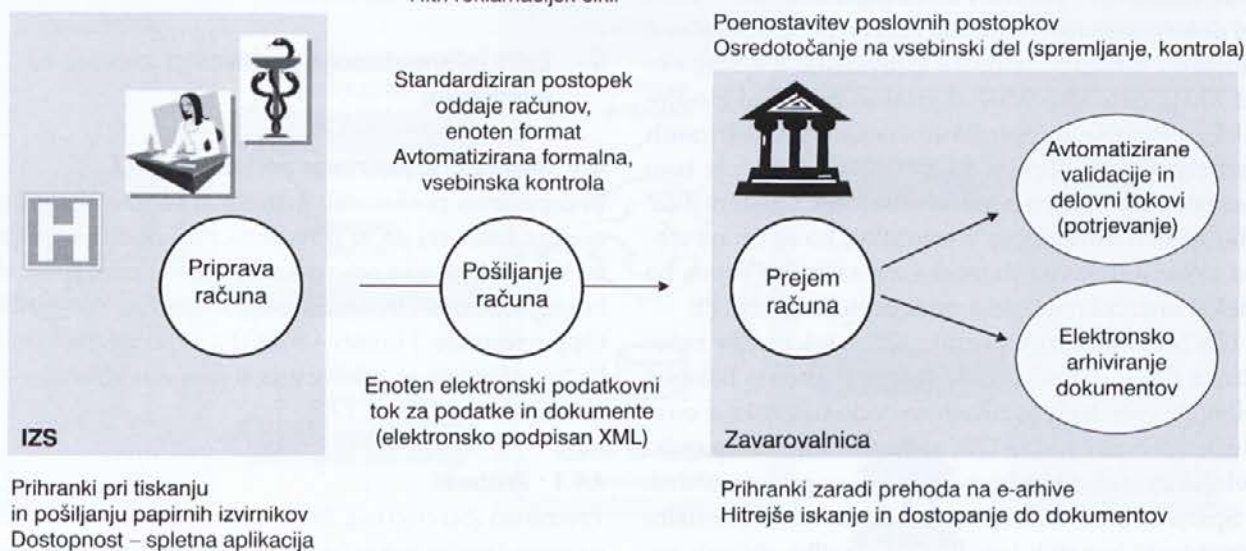 Poenostavitev poslovnih postopkov
Osredotočanje na vsebinski del (spremljanje, kontrola)
Standardiziran postopek
oddaje računov,
enoten format
Avtomatizirana formalna,
vsebinska kontrola
Avtomatizirane
validacije in
delovni tokovi
(potrjevanje)
H
Priprava
računa
Pošiljanje
računa
Prejem
računa
Elektronsko
arhiviranje
dokumentov
Enoten elektronski podatkovni
tok za podatke in dokumente
(elektronsko podpisan XML)
IZS
Zavarovalnica
Prihranki pri tiskanju
in pošiljanju papirnih izvirnikov
Dostopnost – spletna aplikacija
Prihranki zaradi prehoda na e-arhive
Hitrejše iskanje in dostopanje do dokumentov